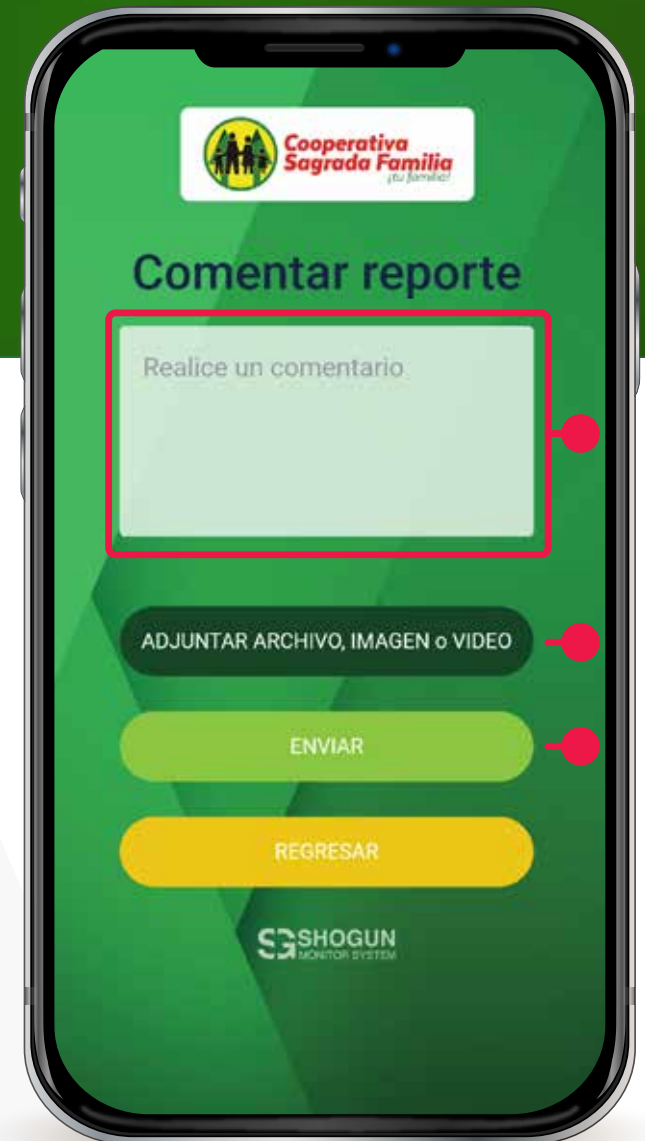 Cooperativa
Sagrada Familia
¡tu familia!
Comentar reporte
Realice un comentario
ADJUNTAR ARCHIVO, IMAGEN o VIDEO
ENVIAR
REGRESAR
SG SHOGUN
MONITOR SYSTEM